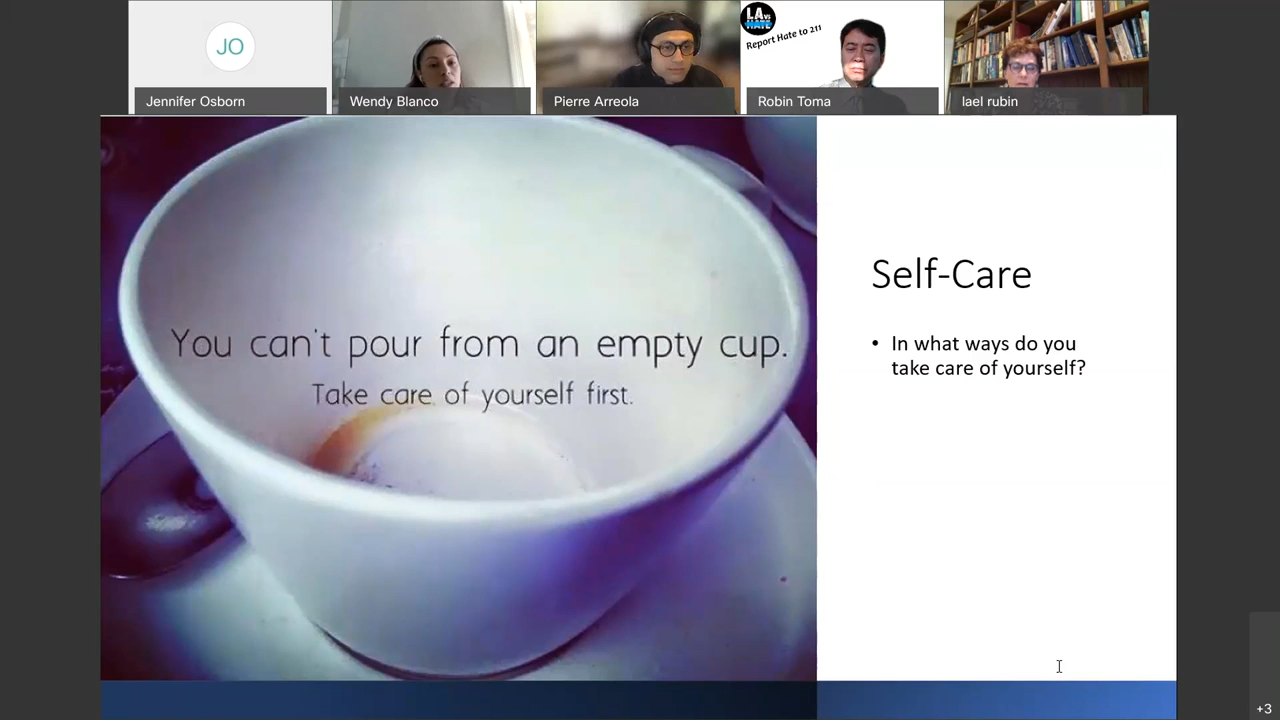 JO
Jennifer Osborn
Wendy Blanco
Pierre Arreola
LA vs
HATE
Report Hate to 211
Robin Toma
lael rubin
You can't pour from an empty cup.
Take care of yourself first.
Self-Care
• In what ways do you
take care of yourself?
+3